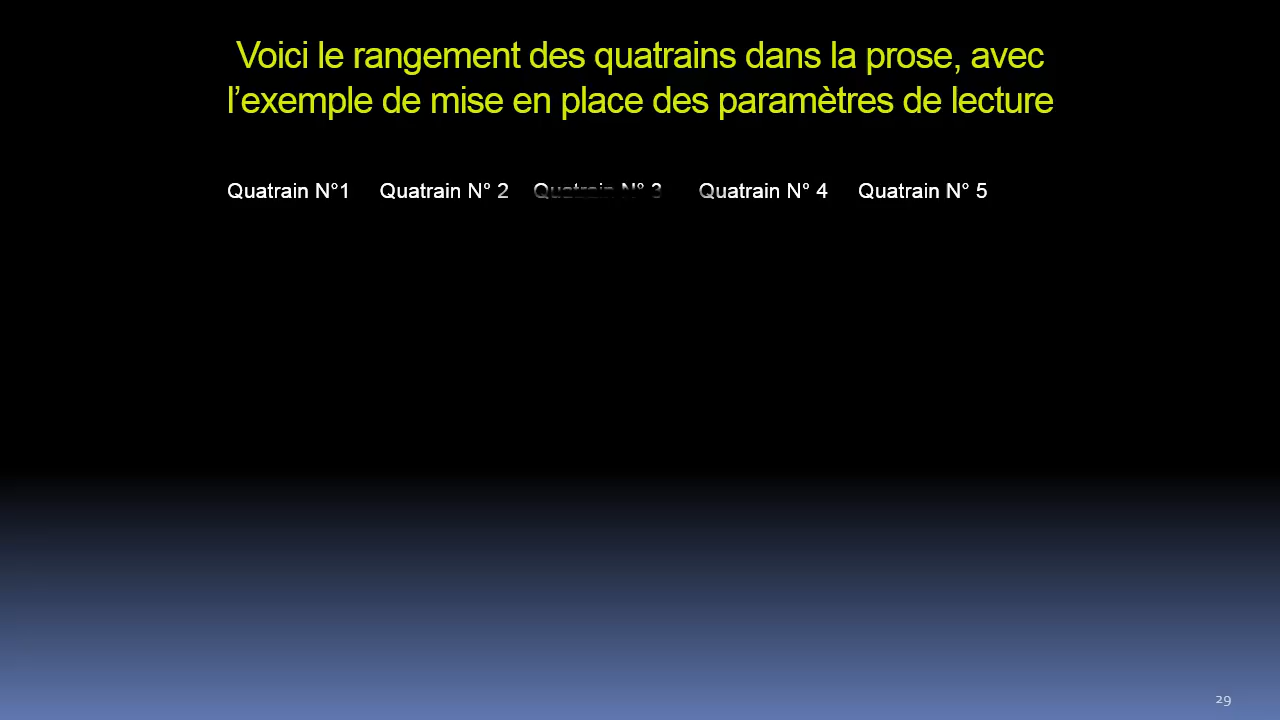 Voici le rangement des quatrains dans la prose, avec
l’exemple de mise en place des paramètres de lecture
Quatrain N°1 Quatrain N° 2 Quatrain N° 3 Quatrain N° 4 Quatrain N° 5
29